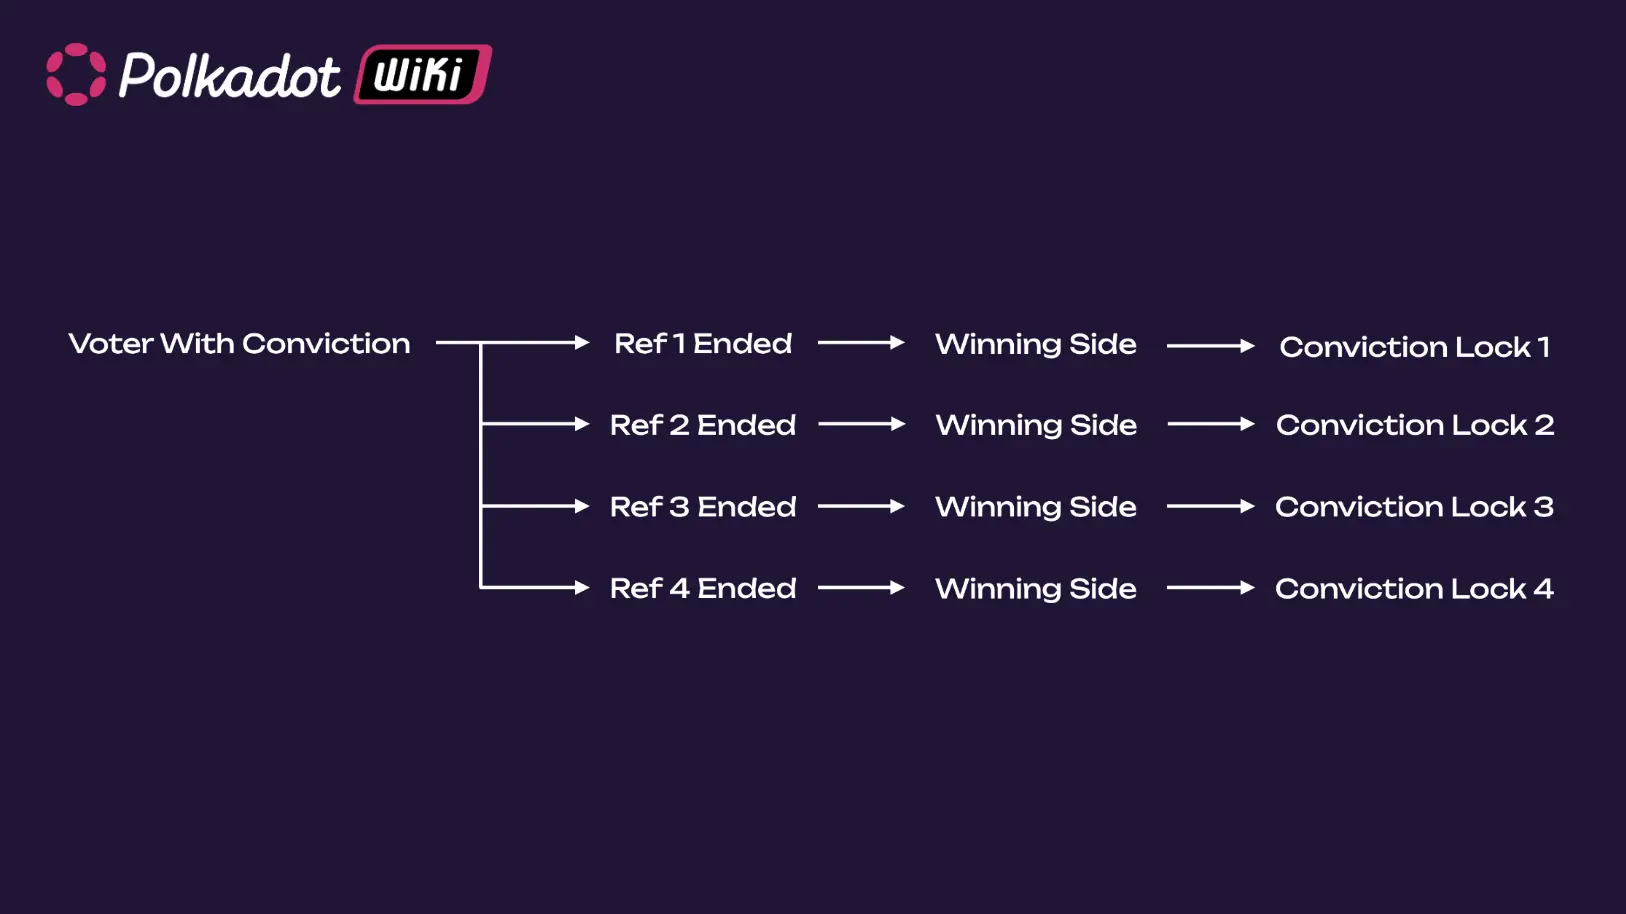 Polkadot WiKi
Voter With Conviction
Ref 1 Ended
Winning Side
Conviction Lock 1
Ref 2 Ended
Winning Side
Conviction Lock 2
Ref 3 Ended
Winning Side
Conviction Lock 3
Ref 4 Ended
Winning Side
Conviction Lock 4